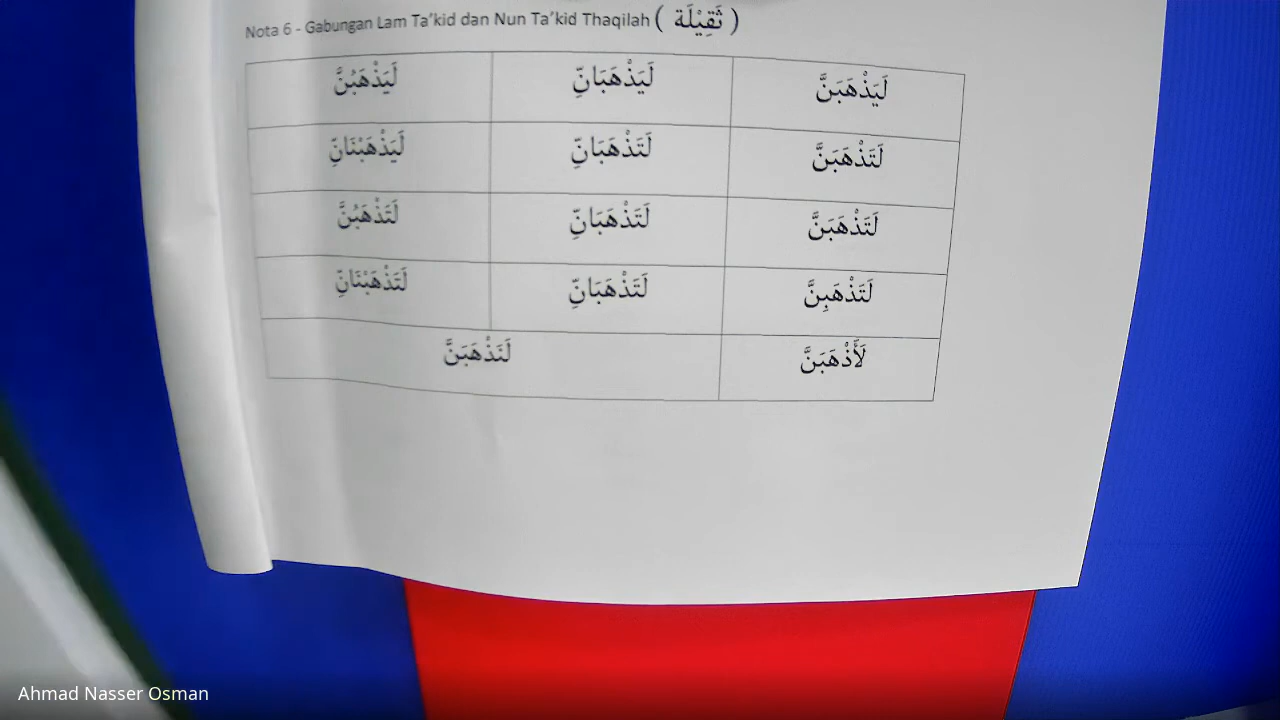 Nota 6 - Gabungan Lam Ta’kid dan Nun Ta’kid Thaqilah ( ثَقِيْلَة )
لَيَذْهَبَنَّ لَيَذْهَبَانِّ لَيَذْهَبُنَّ
لَتَذْهَبَنَّ لَتَذْهَبَانِّ لَيَذْهَبْنَانِّ
لَتَذْهَبَنَّ لَتَذْهَبَانِّ لَتَذْهَبُنَّ
لَتَذْهَبِنَّ لَتَذْهَبَانِّ لَتَذْهَبْنَانِّ
لَأَذْهَبَنَّ لَنَذْهَبَنَّ
Ahmad Nasser Osman